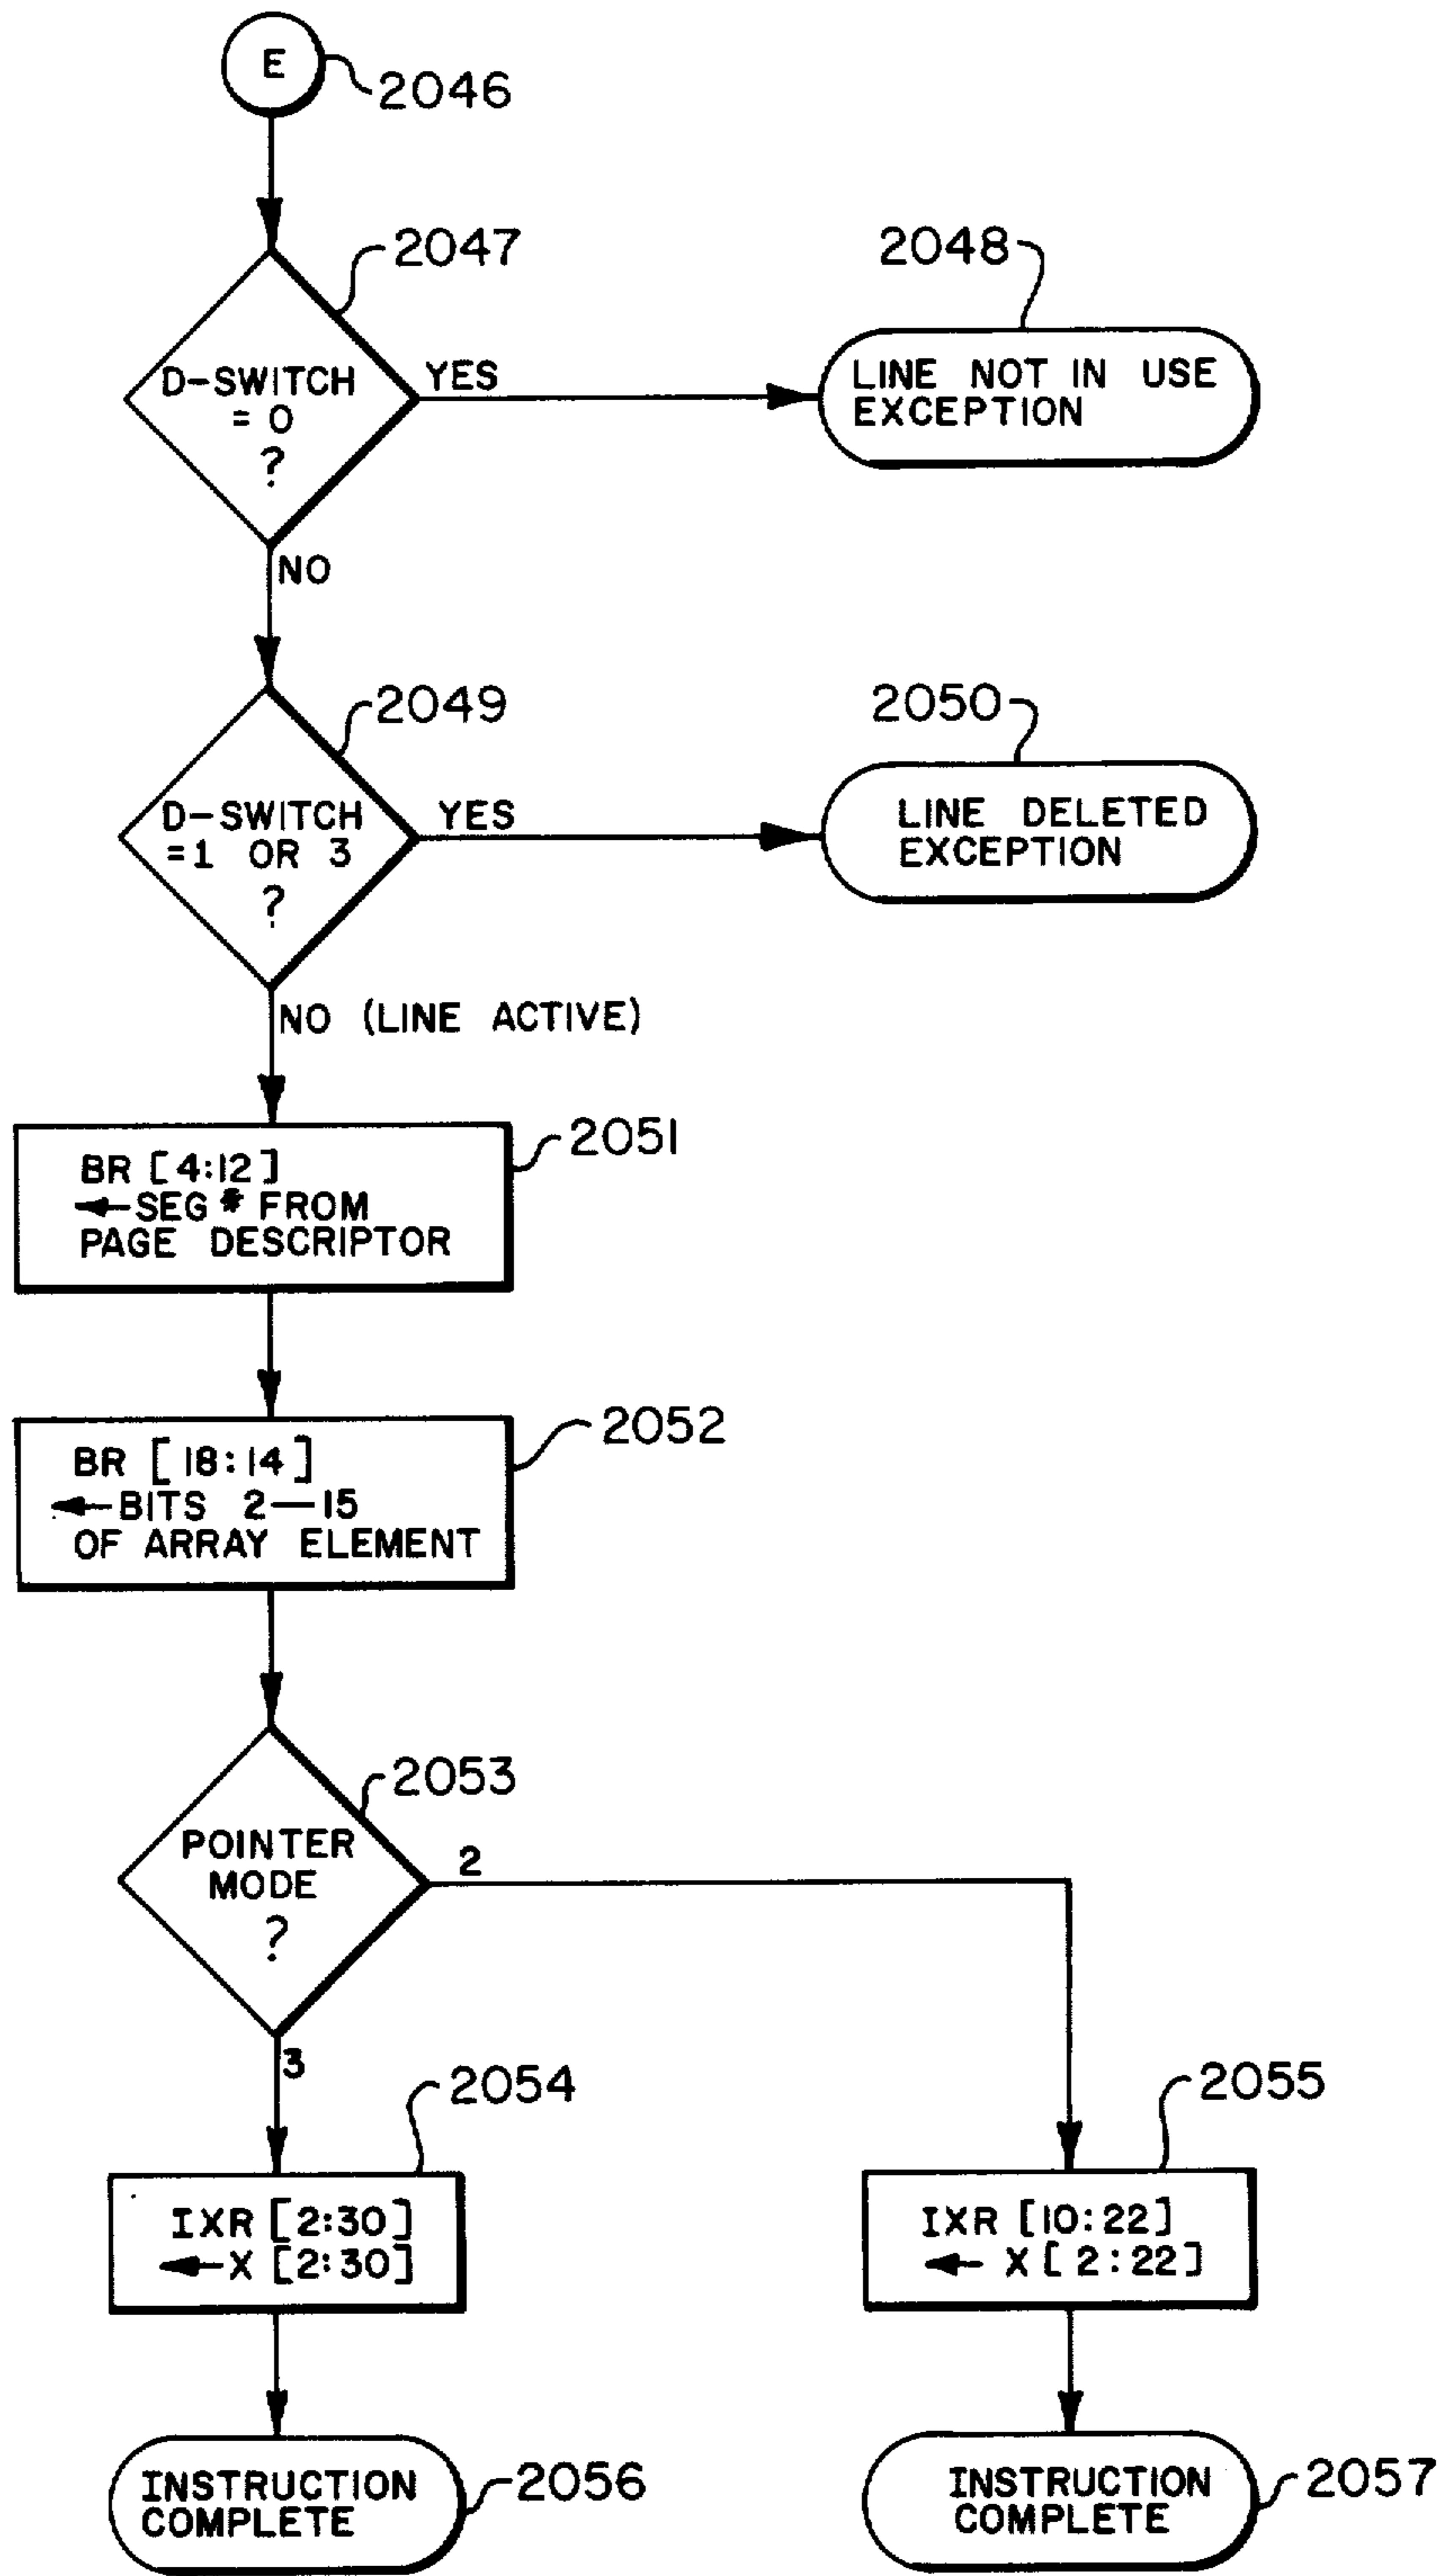 E
2046
2047
D-SWITCH
= 0
?
YES
2048
LINE NOT IN USE
EXCEPTION
NO
2049
D-SWITCH
=1 OR 3
?
YES
2050
LINE DELETED
EXCEPTION
NO (LINE ACTIVE)
2051
BR [4:12]
←SEG # FROM
PAGE DESCRIPTOR
2052
BR [18:14]
←BITS 2—15
OF ARRAY ELEMENT
2053
POINTER
MODE
?
2
3
2054
IXR [2:30]
←X [2:30]
2055
IXR [10:22]
← X[2:22]
2056
INSTRUCTION
COMPLETE
2057
INSTRUCTION
COMPLETE